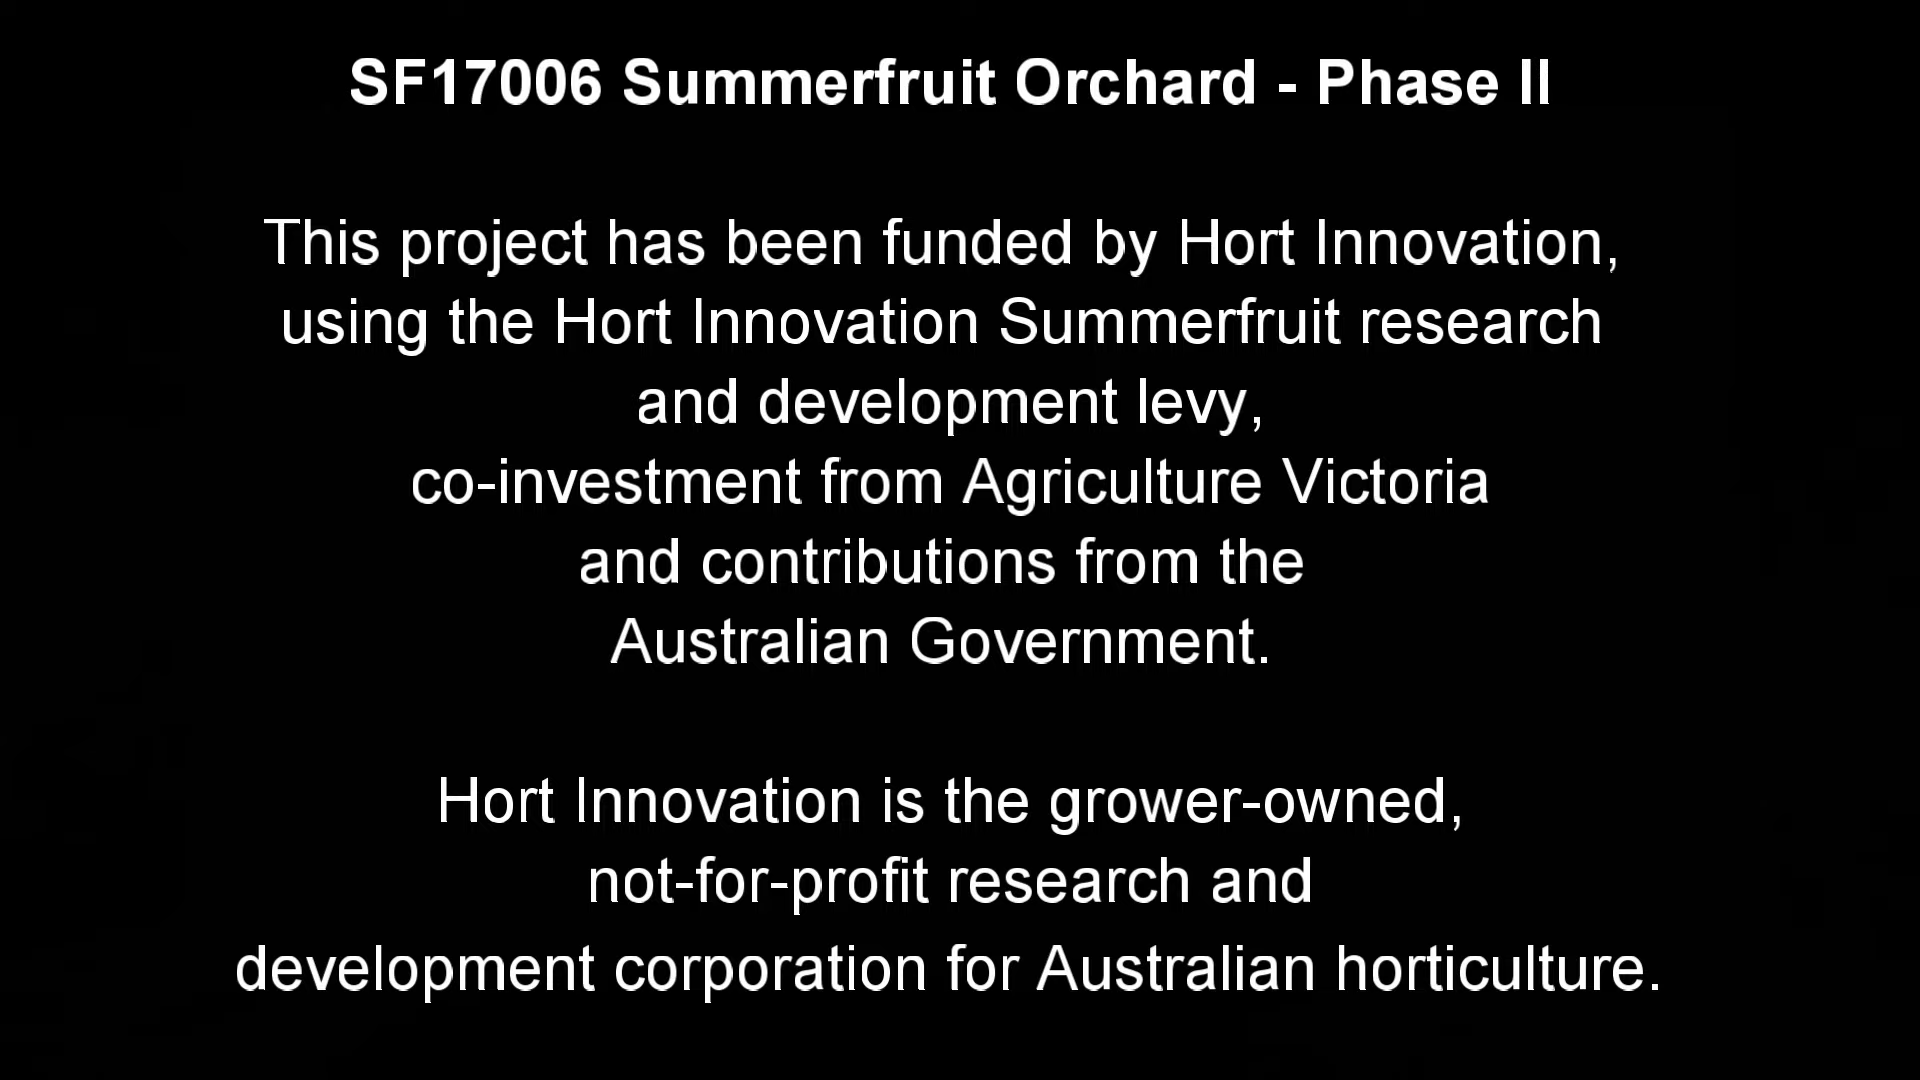 SF17006 Summerfruit Orchard - Phase II
This project has been funded by Hort Innovation,
using the Hort Innovation Summerfruit research
and development levy,
co-investment from Agriculture Victoria
and contributions from the
Australian Government.
Hort Innovation is the grower-owned,
not-for-profit research and
development corporation for Australian horticulture.